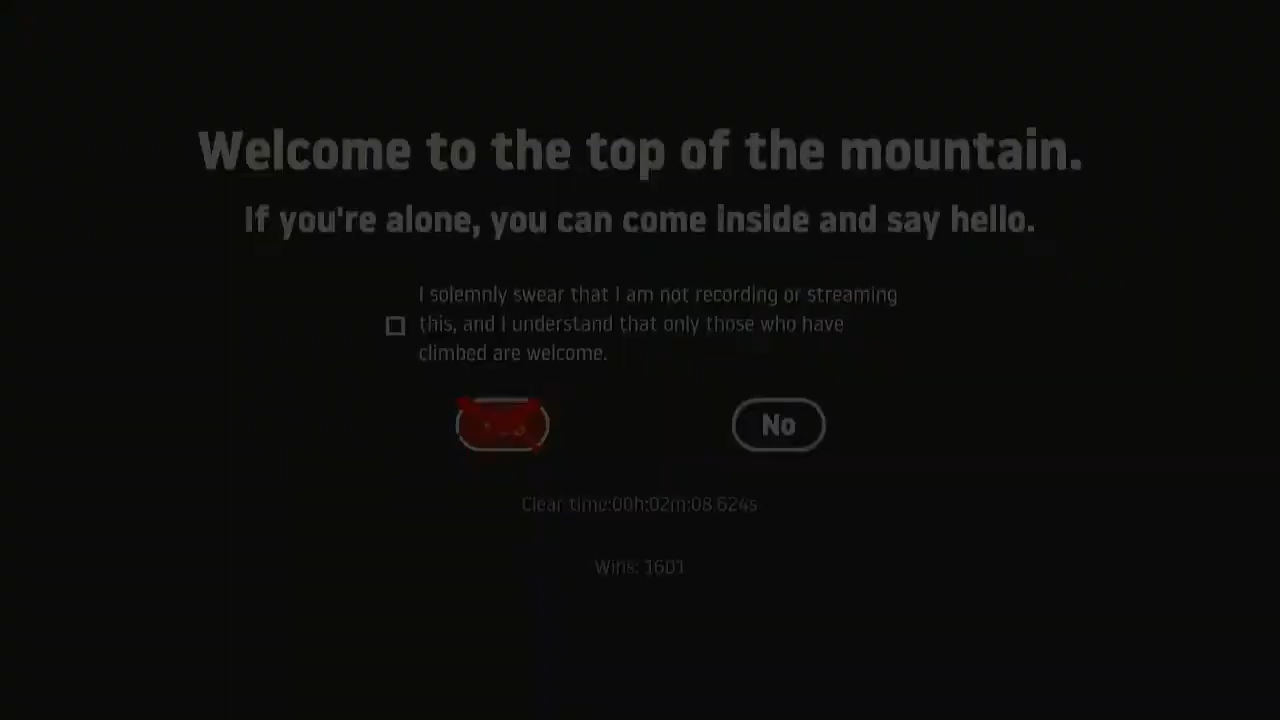 Welcome to the top of the mountain.
If you're alone, you can come inside and say hello.
I solemnly swear that I am not recording or streaming
this, and I understand that only those who have
climbed are welcome.
No
Clear time:00h:02m:08.624s
Wins: 1601